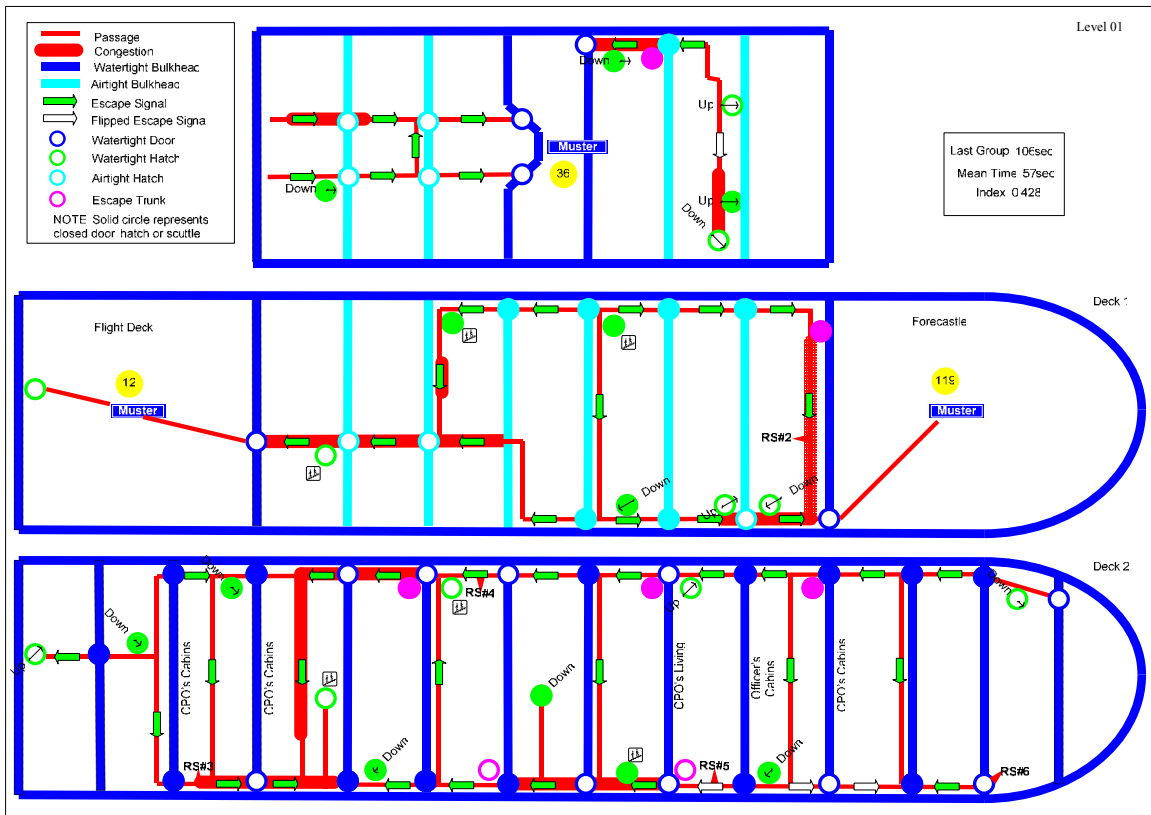 Level 01
Passage
Congestion
Watertight Bulkheac
Airtight Bulkhead
Escape Signal
Flipped Escape Signa
Watertight Door
Watertight Hatch
Airtight Hatch
Escape Trunk
NOTE Solid circle represents
closed door hatch or scuttle
Down
Up
Muster
36
Down
Up
Down
Last Group 106sec
Mean Time 57sec
Index 0 428
Deck 1
Flight Deck
Forecastle
12
Muster
119
Muster
RS#2
Down
Up
Down
Deck 2
Down
RS#4
Up
Down
Down
Up
CPO's Cabins
CPO's Cabins
CPO's Living
Officer's
Cabins
CPO's Cabins
Down
RS#3
Down
RS#5
Down
RS#6